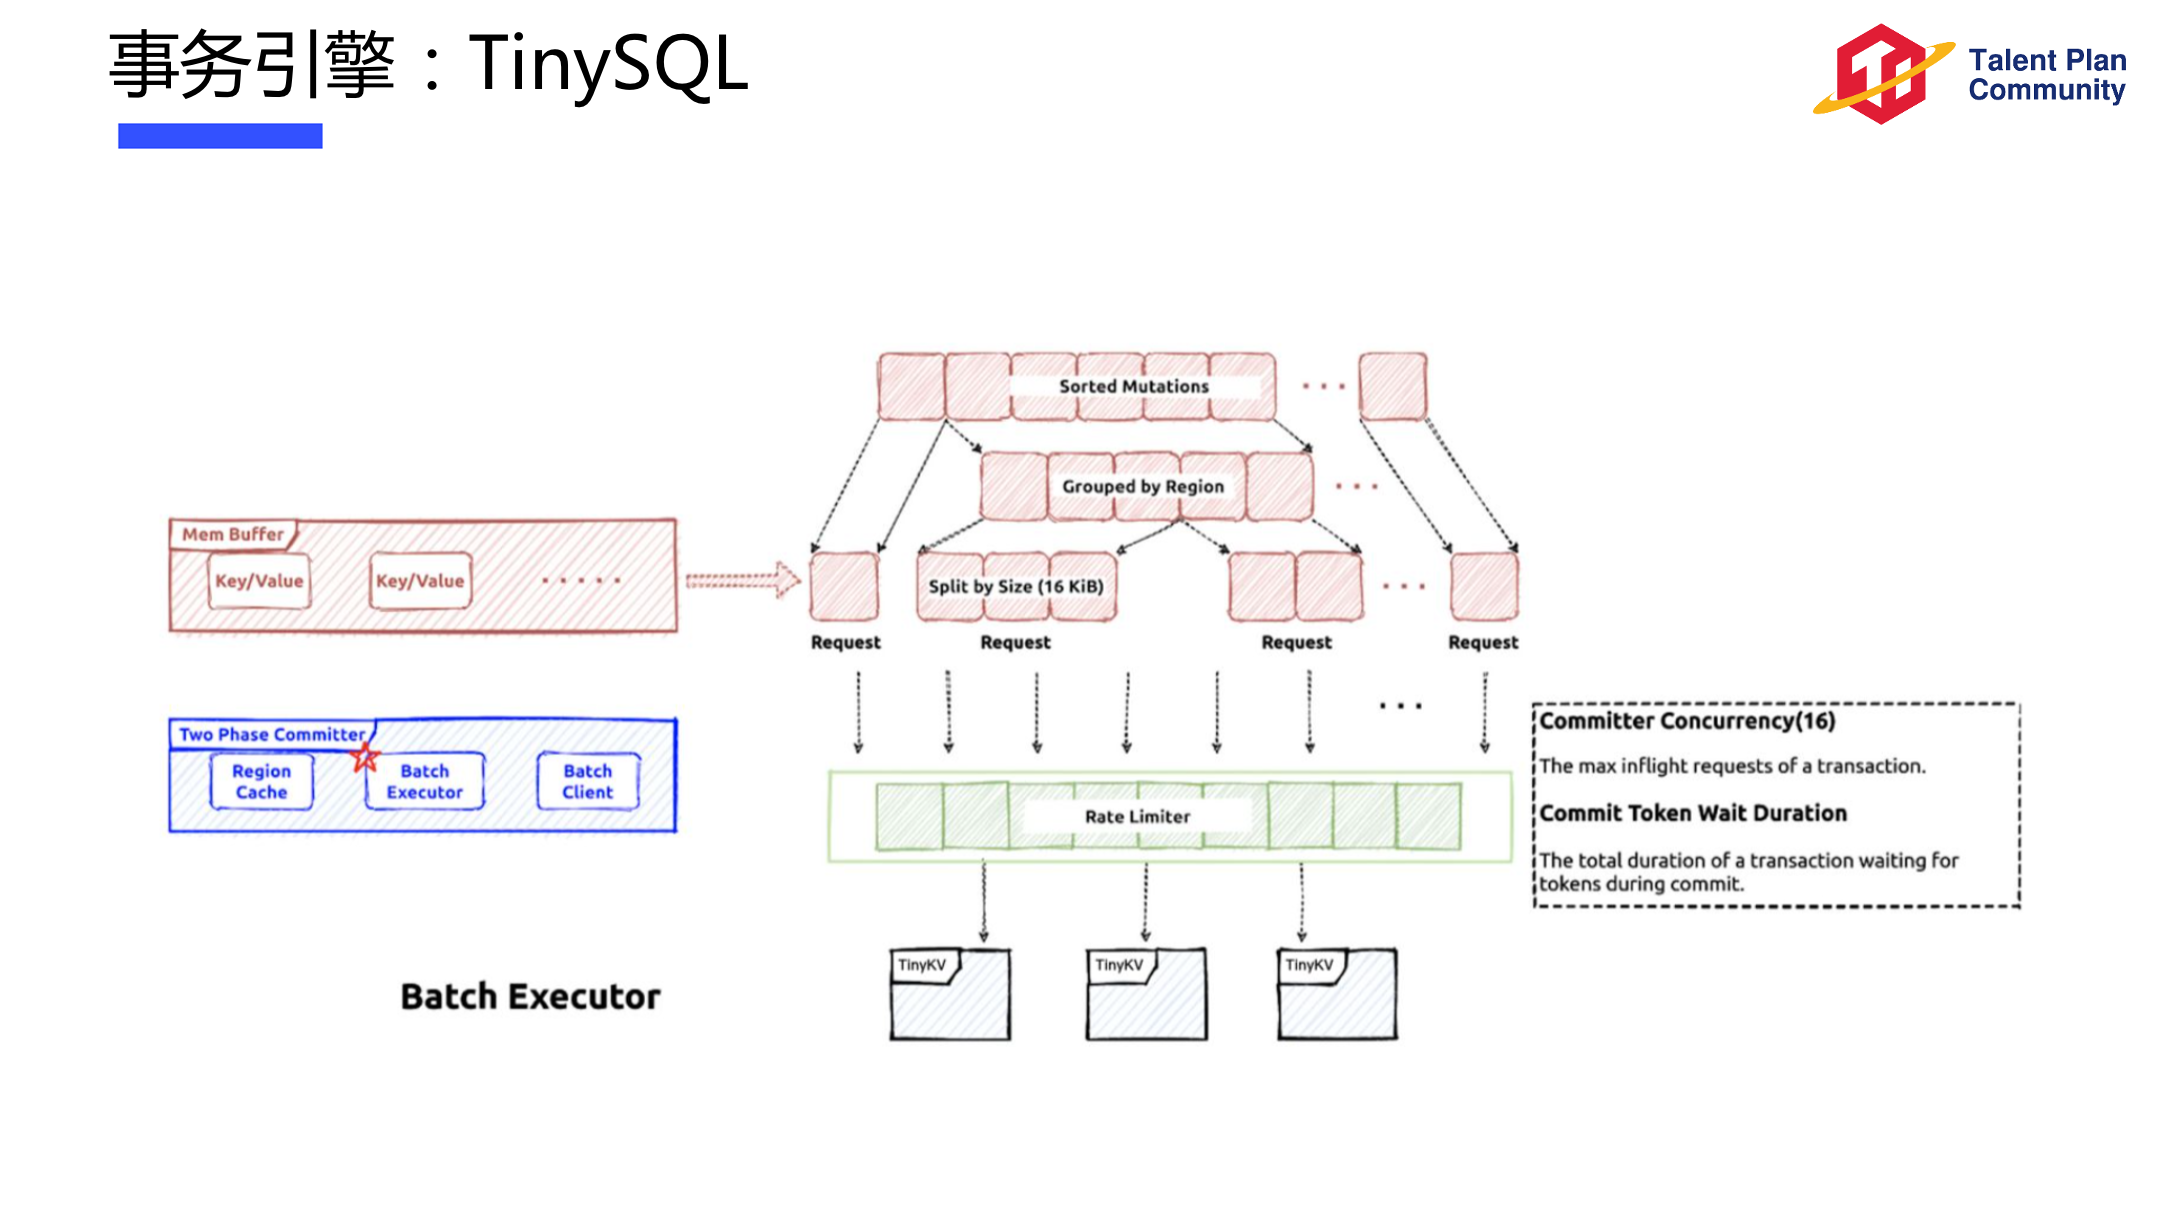 事务引擎：TinySQL
Talent Plan
Community
Sorted Mutations
Grouped by Region
Mem Buffer
Key/Value
Key/Value
Split by Size (16 KiB)
Request
Request
Request
Request
Two Phase Committer
Region
Cache
Batch
Executor
Batch
Client
Rate Limiter
Committer Concurrency(16)
The max inflight requests of a transaction.
Commit Token Wait Duration
The total duration of a transaction waiting for
tokens during commit.
TinyKV
TinyKV
TinyKV
Batch Executor